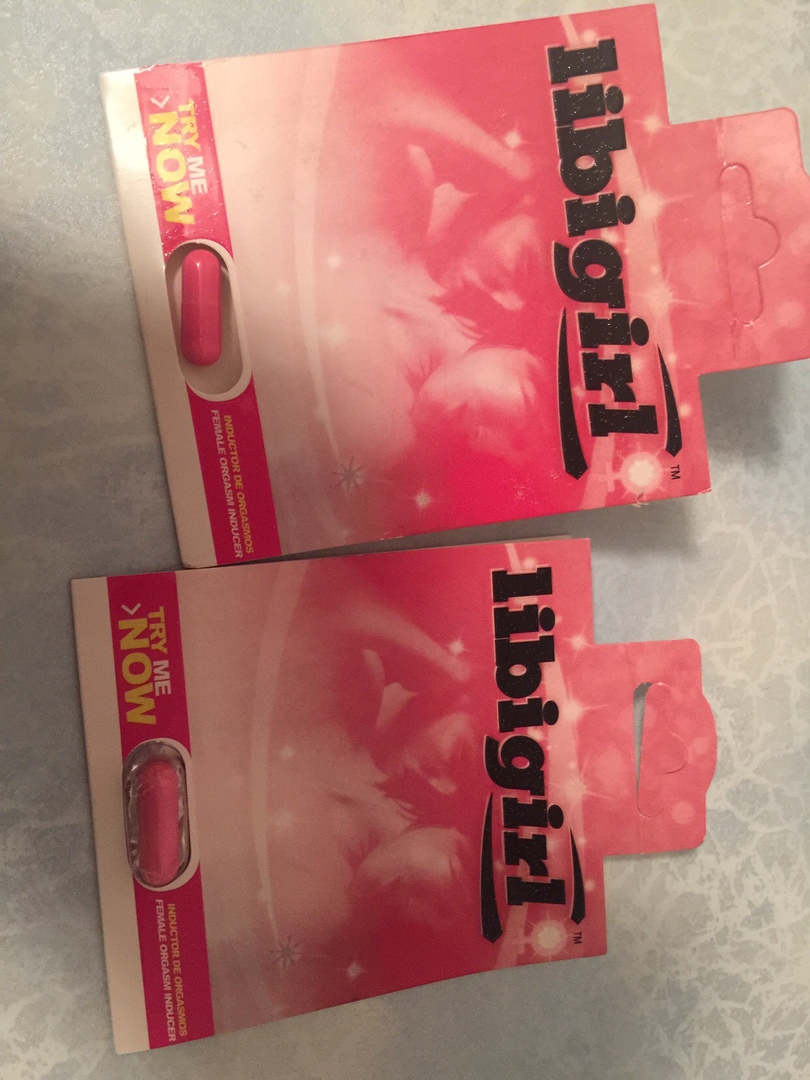 libigirl
TM
TRY ME
> NOW
INDUCTOR DE ORGASMOS
FEMALE ORGASM INDUCER
libigirl
TM
TRY ME
> NOW
INDUCTOR DE ORGASMOS
FEMALE ORGASM INDUCER